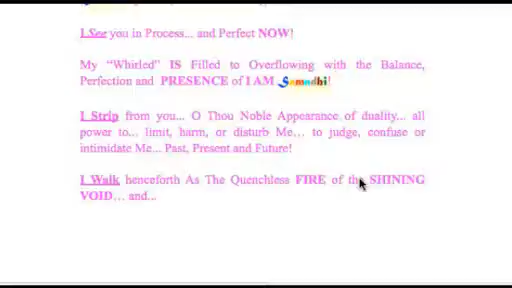 I See you in Process... and Perfect NOW!
My “Whirled” IS Filled to Overflowing with the Balance,
Perfection and PRESENCE of I AM Samadhi!
I Strip from you... O Thou Noble Appearance of duality... all
power to... limit, harm, or disturb Me... to judge, confuse or
intimidate Me... Past, Present and Future!
I Walk henceforth As The Quenchless FIRE of the SHINING
VOID... and...